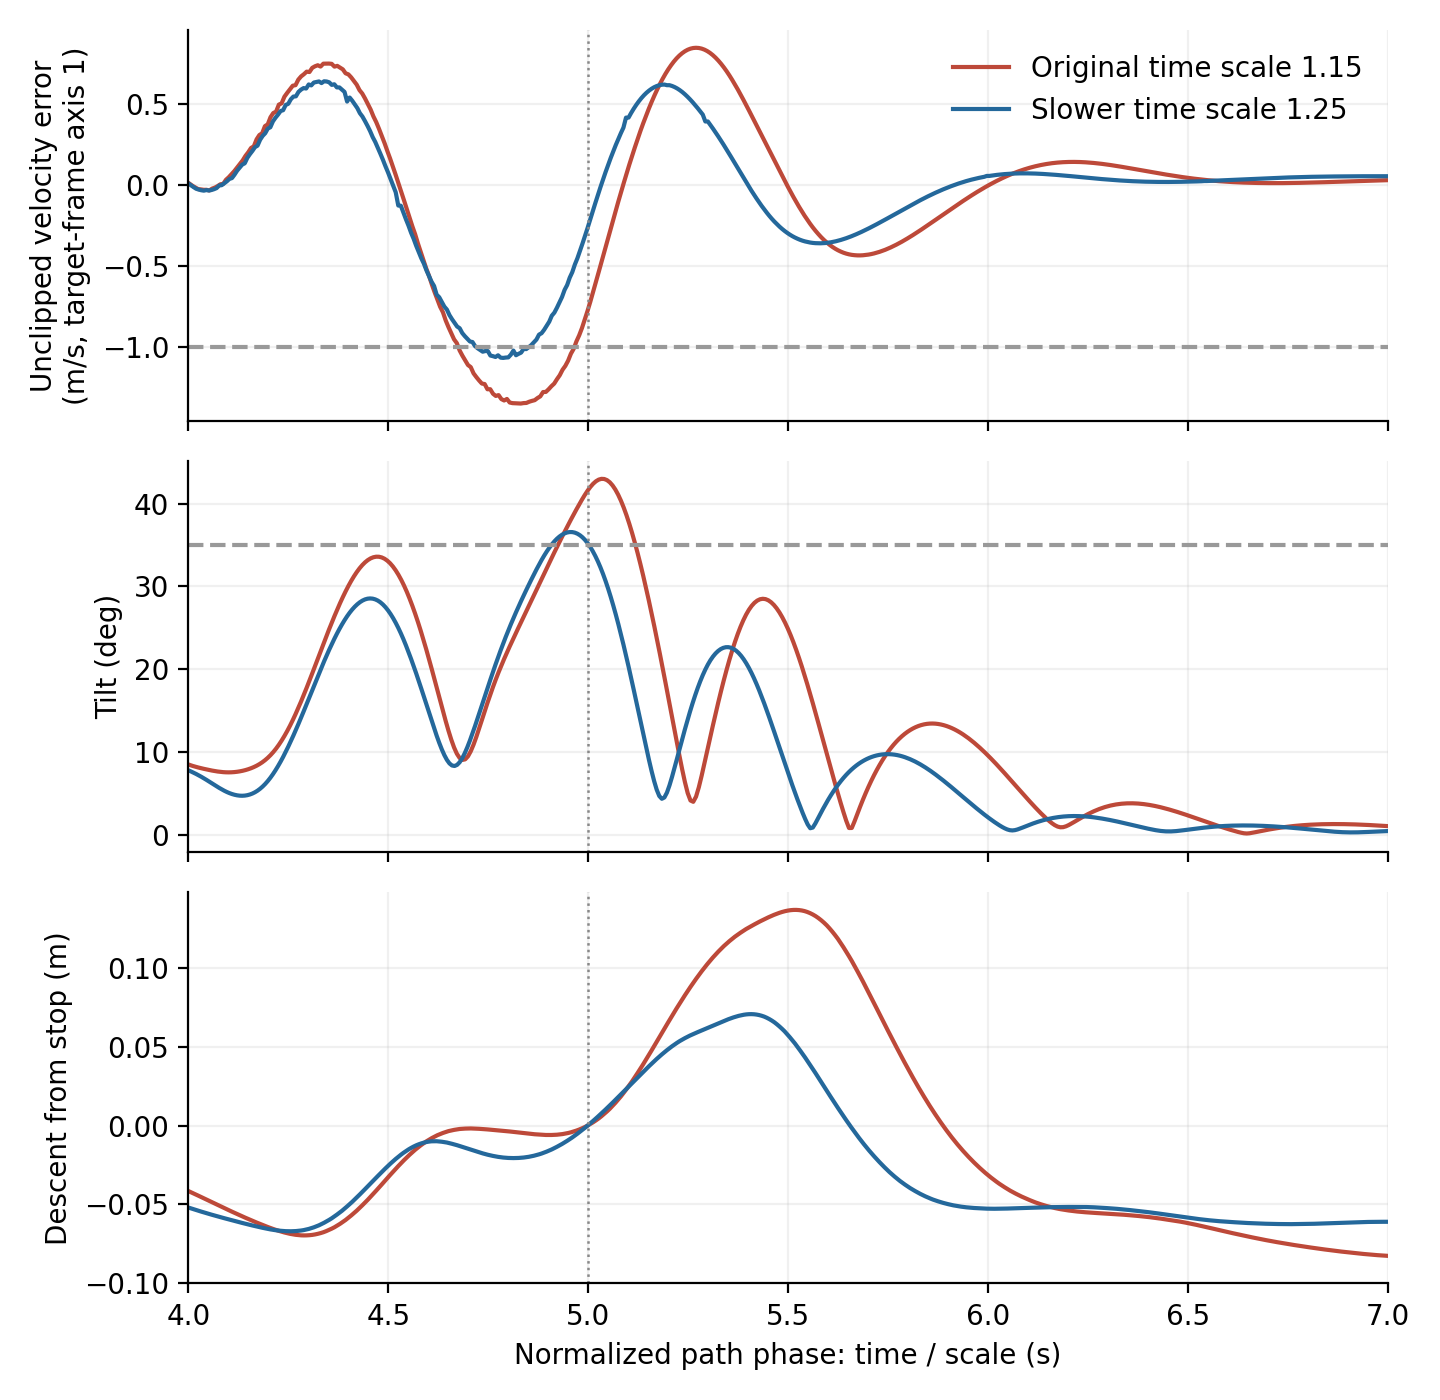 Unclipped velocity error
(m/s, target-frame axis 1)
0.5
0.0
−0.5
−1.0
Original time scale 1.15
Slower time scale 1.25
Tilt (deg)
40
30
20
10
0
Descent from stop (m)
0.10
0.05
0.00
−0.05
−0.10
4.0 4.5 5.0 5.5 6.0 6.5 7.0
Normalized path phase: time / scale (s)